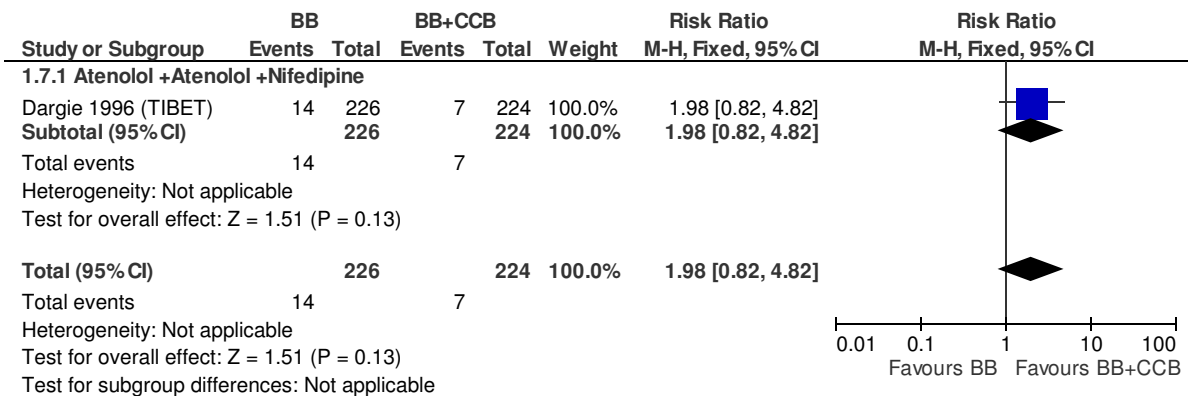 BB BB+CCB Risk Ratio Risk Ratio
Study or Subgroup Events Total Events Total Weight M-H, Fixed, 95% CI M-H, Fixed, 95% CI
1.7.1 Atenolol +Atenolol +Nifedipine
Dargie 1996 (TIBET) 14 226 7 224 100.0% 1.98 [0.82, 4.82]
Subtotal (95% CI) 226 224 100.0% 1.98 [0.82, 4.82]
Total events 14 7
Heterogeneity: Not applicable
Test for overall effect: Z = 1.51 (P = 0.13)
Total (95% CI) 226 224 100.0% 1.98 [0.82, 4.82]
Total events 14 7
Heterogeneity: Not applicable
Test for overall effect: Z = 1.51 (P = 0.13)
Test for subgroup differences: Not applicable
0.01 0.1 1 10 100
Favours BB Favours BB+CCB